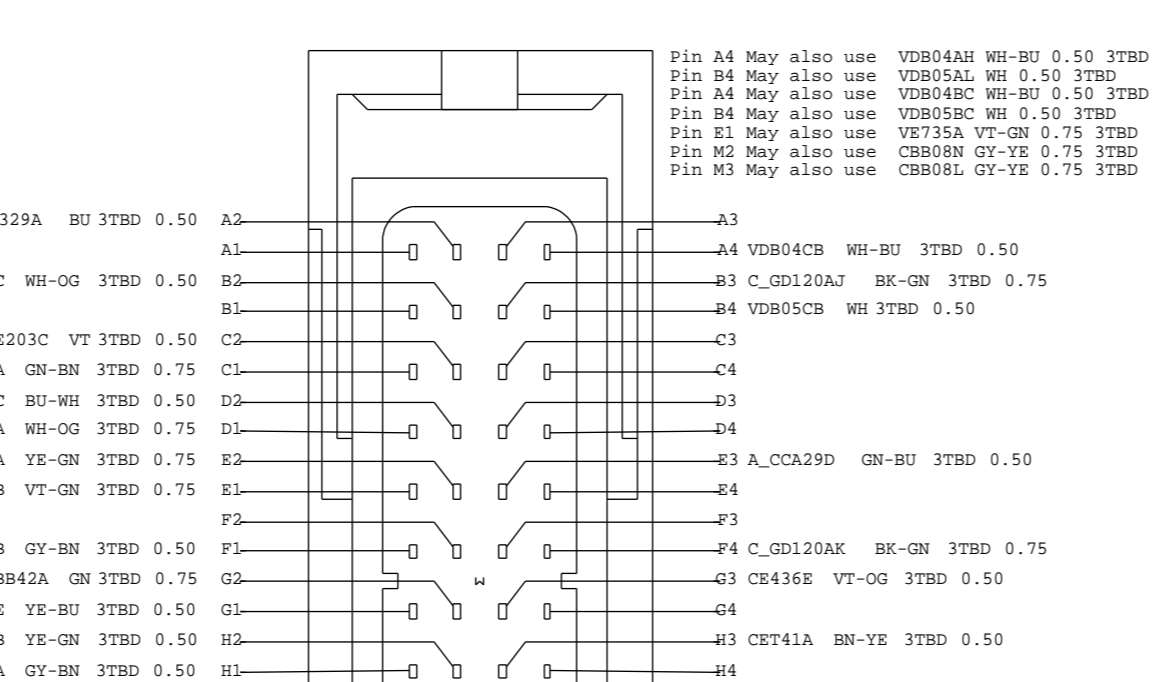 Pin A4 May also use VDB04AH WH-BU 0.50 3TBD
Pin B4 May also use VDB05AL WH 0.50 3TBD
Pin A4 May also use VDB04BC WH-BU 0.50 3TBD
Pin B4 May also use VDB05BC WH 0.50 3TBD
Pin E1 May also use VE735A VT-GN 0.75 3TBD
Pin M2 May also use CBB08N GY-YE 0.75 3TBD
Pin M3 May also use CBB08L GY-YE 0.75 3TBD
329A BU 3TBD 0.50 A2 A3
A1 A4 VDB04CB WH-BU 3TBD 0.50
C WH-OG 3TBD 0.50 B2 B3 C_GD120AJ BK-GN 3TBD 0.75
B1 B4 VDB05CB WH 3TBD 0.50
E203C VT 3TBD 0.50 C2 C3
A GN-BN 3TBD 0.75 C1 C4
C BU-WH 3TBD 0.50 D2 D3
A WH-OG 3TBD 0.75 D1 D4
A YE-GN 3TBD 0.75 E2 E3 A_CCA29D GN-BU 3TBD 0.50
B VT-GN 3TBD 0.75 E1 E4
F2 F3
B GY-BN 3TBD 0.50 F1 F4 C_GD120AK BK-GN 3TBD 0.75
BB42A GN 3TBD 0.75 G2 W G3 CE436E VT-OG 3TBD 0.50
E YE-BU 3TBD 0.50 G1 G4
B YE-GN 3TBD 0.50 H2 H3 CET41A BN-YE 3TBD 0.50
A GY-BN 3TBD 0.50 H1 H4